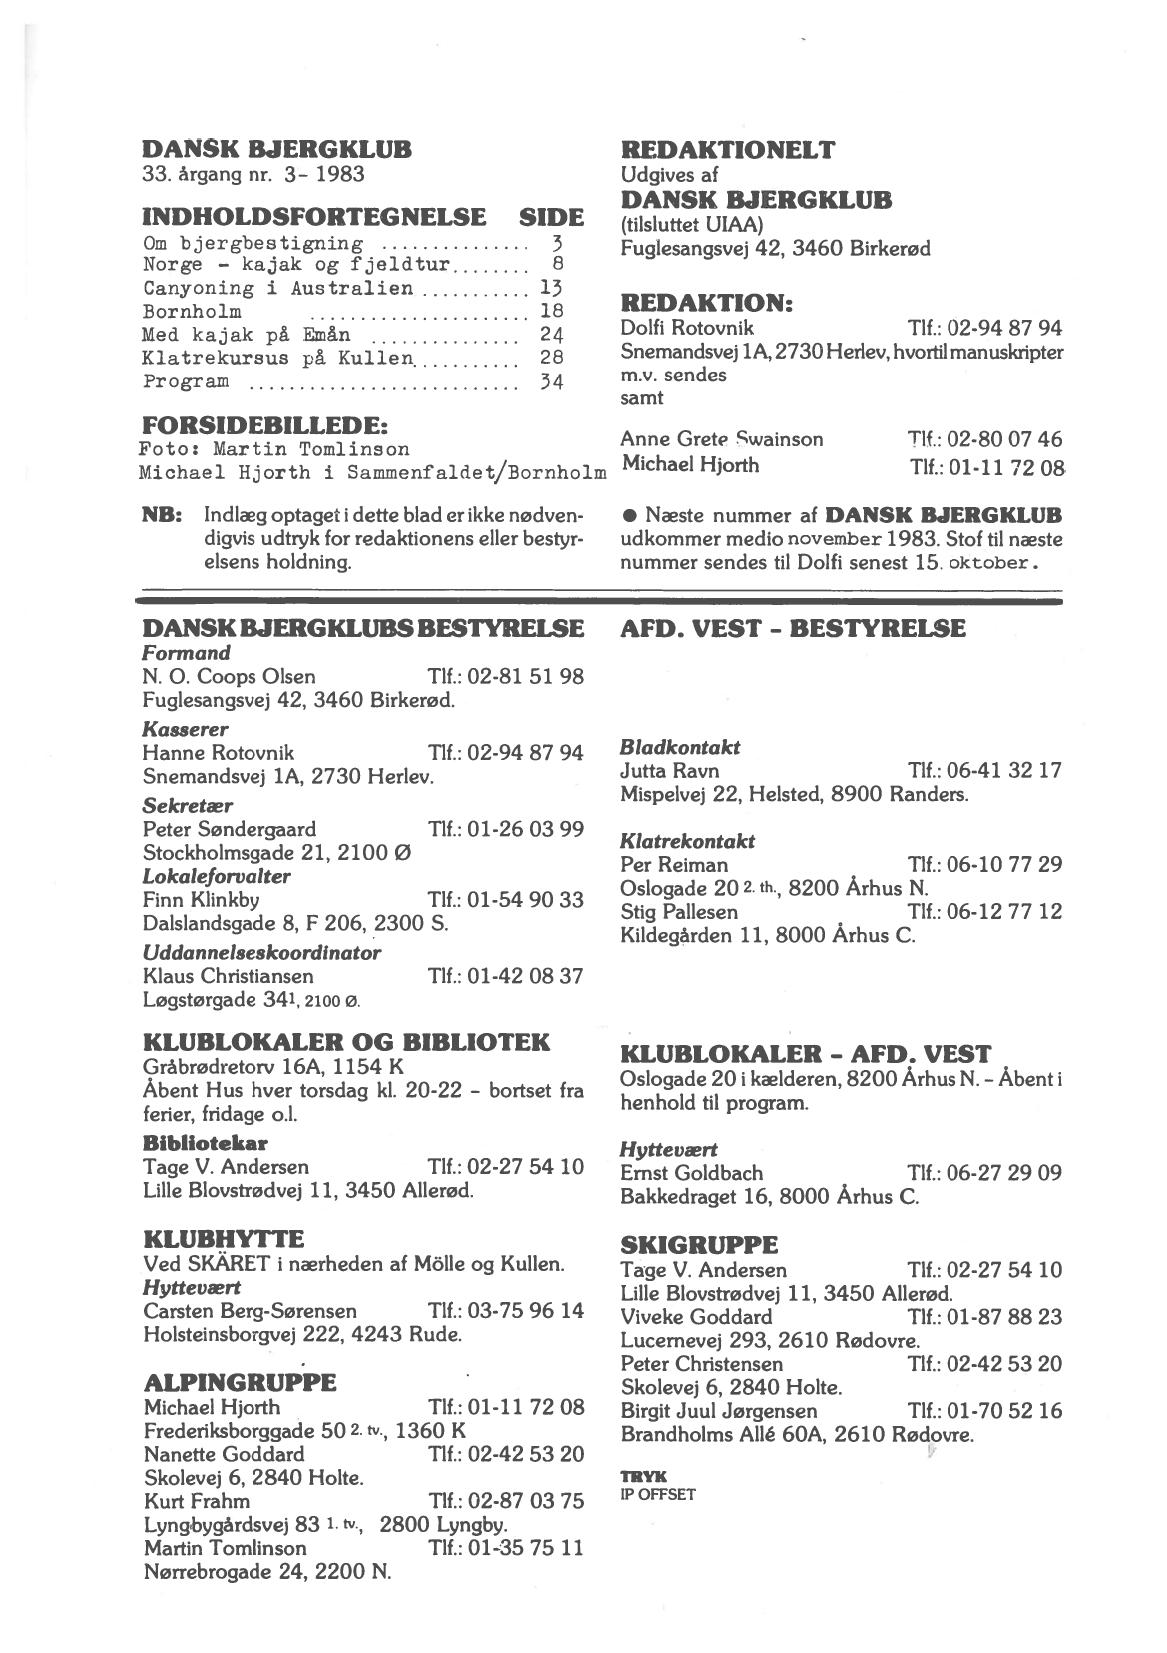 DANSK BJERGKLUB
33. årgang nr. 3- 1983
INDHOLDSFORTEGNELSE SIDE
Om bjergbestigning ............... 3
Norge - kajak og fjeldtur........ 8
Canyoning i Australien ........... 13
Bornholm ...................... 18
Med kajak på Emån ............... 24
Klatrekursus på Kullen........... 28
Program ........................... 34
FORSIDEBILLEDE:
Foto: Martin Tomlinson
Michael Hjorth i Sammenfaldet/Bornholm
NB: Indlæg optaget i dette blad er ikke nødven-
digvis udtryk for redaktionens eller bestyr-
elsens holdning.
REDAKTIONELT
Udgives af
DANSK BJERGKLUB
(tilsluttet UIAA)
Fuglesangsvej 42, 3460 Birkerød
REDAKTION:
Dolfi Rotovnik Tlf.: 02-94 87 94
Snemandsvej 1A, 2730 Herlev, hvortil manuskripter
m.v. sendes
samt
Anne Grete Swainson Tlf.: 02-80 07 46
Michael Hjorth Tlf.: 01-11 72 08
● Næste nummer af DANSK BJERGKLUB
udkommer medio november 1983. Stof til næste
nummer sendes til Dolfi senest 15. oktober.
DANSK BJERGKLUBS BESTYRELSE
Formand
N. O. Coops Olsen Tlf.: 02-81 51 98
Fuglesangsvej 42, 3460 Birkerød.
Kasserer
Hanne Rotovnik Tlf.: 02-94 87 94
Snemandsvej 1A, 2730 Herlev.
Sekretær
Peter Søndergaard Tlf.: 01-26 03 99
Stockholmsgade 21, 2100 Ø
Lokaleforvalter
Finn Klinkby Tlf.: 01-54 90 33
Dalslandsgade 8, F 206, 2300 S.
Uddannelseskoordinator
Klaus Christiansen Tlf.: 01-42 08 37
Løgstørgade 34¹, 2100 Ø.
KLUBLOKALER OG BIBLIOTEK
Gråbrødretorv 16A, 1154 K
Åbent Hus hver torsdag kl. 20-22 - bortset fra
ferier, fridage o.l.
Bibliotekar
Tage V. Andersen Tlf.: 02-27 54 10
Lille Blovstrødvej 11, 3450 Allerød.
KLUBHYTTE
Ved SKÄRET i nærheden af Mölle og Kullen.
Hyttevært
Carsten Berg-Sørensen Tlf.: 03-75 96 14
Holsteinsborgvej 222, 4243 Rude.
ALPINGRUPPE
Michael Hjorth Tlf.: 01-11 72 08
Frederiksborggade 50 2. tv., 1360 K
Nanette Goddard Tlf.: 02-42 53 20
Skolevej 6, 2840 Holte.
Kurt Frahm Tlf.: 02-87 03 75
Lyngbygårdsvej 83 1. tv., 2800 Lyngby.
Martin Tomlinson Tlf.: 01-35 75 11
Nørrebrogade 24, 2200 N.
AFD. VEST - BESTYRELSE
Bladkontakt
Jutta Ravn Tlf.: 06-41 32 17
Mispelvej 22, Helsted, 8900 Randers.
Klatrekontakt
Per Reiman Tlf.: 06-10 77 29
Oslogade 20 2. th., 8200 Århus N.
Stig Pallesen Tlf.: 06-12 77 12
Kildegården 11, 8000 Århus C.
KLUBLOKALER - AFD. VEST
Oslogade 20 i kælderen, 8200 Århus N. - Åbent i
henhold til program.
Hyttevært
Ernst Goldbach Tlf.: 06-27 29 09
Bakkedraget 16, 8000 Århus C.
SKIGRUPPE
Tage V. Andersen Tlf.: 02-27 54 10
Lille Blovstrødvej 11, 3450 Allerød.
Viveke Goddard Tlf.: 01-87 88 23
Lucernevej 293, 2610 Rødovre.
Peter Christensen Tlf.: 02-42 53 20
Skolevej 6, 2840 Holte.
Birgit Juul Jørgensen Tlf.: 01-70 52 16
Brandholms Allé 60A, 2610 Rødovre.
TRYK
IP OFFSET